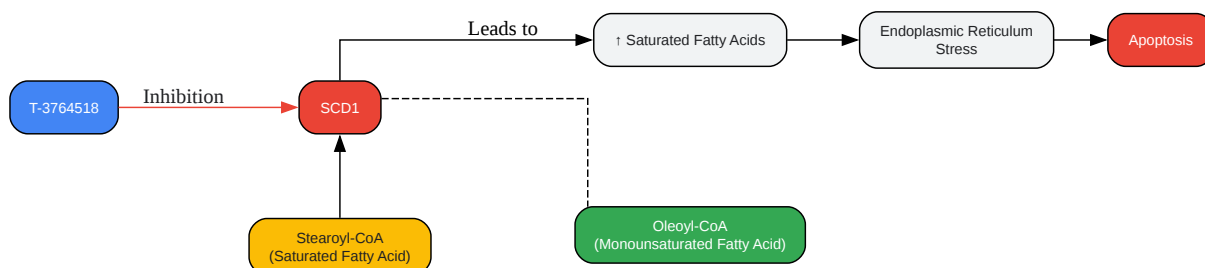 Leads to
↑ Saturated Fatty Acids
Endoplasmic Reticulum
Stress
Apoptosis
T-3764518
Inhibition
SCD1
Stearoyl-CoA
(Saturated Fatty Acid)
Oleoyl-CoA
(Monounsaturated Fatty Acid)